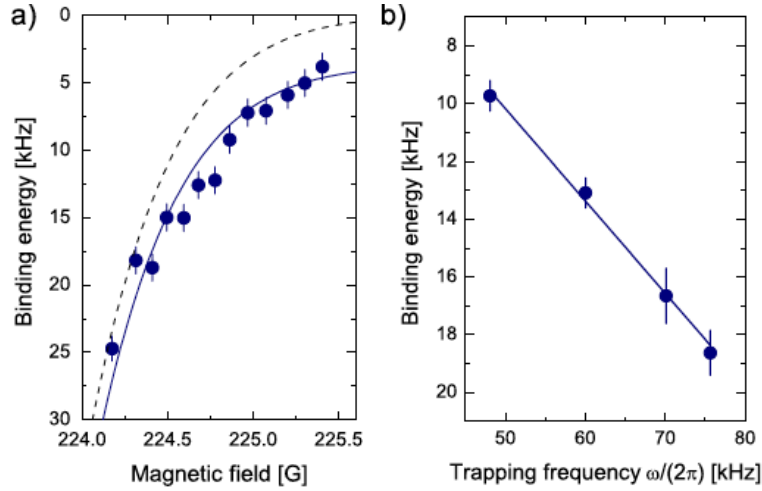 a)
0
5
10
15
20
25
30
Binding energy [kHz]
224.0 224.5 225.0 225.5
Magnetic field [G]
b)
8
10
12
14
16
18
20
Binding energy [kHz]
50 60 70 80
Trapping frequency ω/(2π) [kHz]